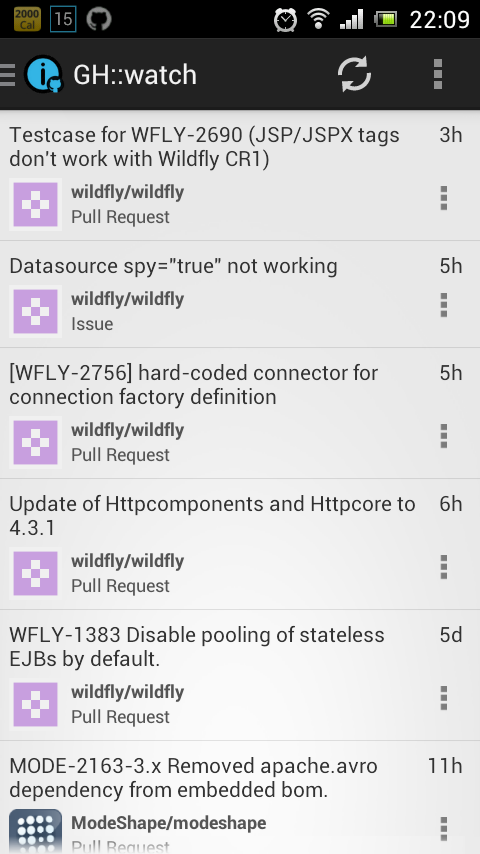 2000
Cal
15
22:09
GH::watch
Testcase for WFLY-2690 (JSP/JSPX tags
don't work with Wildfly CR1)
3h
wildfly/wildfly
Pull Request
Datasource spy="true" not working
5h
wildfly/wildfly
Issue
[WFLY-2756] hard-coded connector for
connection factory definition
5h
wildfly/wildfly
Pull Request
Update of Httpcomponents and Httpcore to
4.3.1
6h
wildfly/wildfly
Pull Request
WFLY-1383 Disable pooling of stateless
EJBs by default.
5d
wildfly/wildfly
Pull Request
MODE-2163-3.x Removed apache.avro
dependency from embedded bom.
11h
ModeShape/modeshape
Pull Request